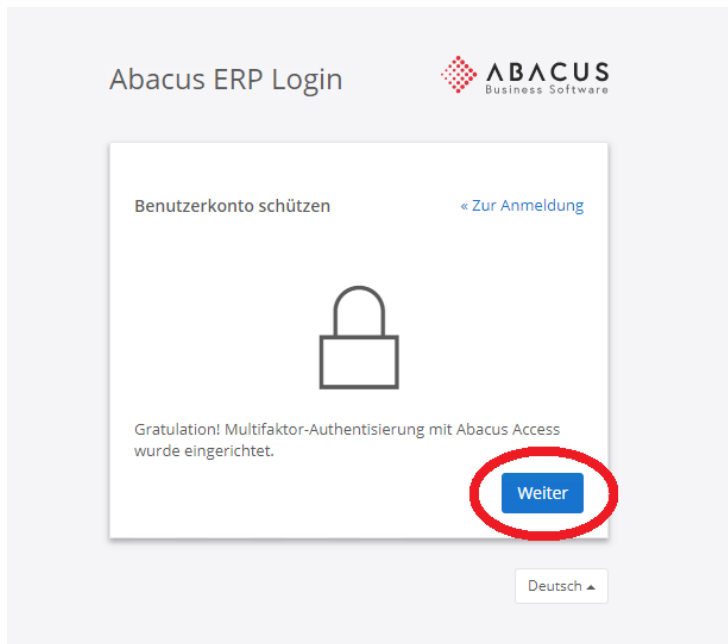 Abacus ERP Login
ABACUS
Business Software
Benutzerkonto schützen
« Zur Anmeldung
Gratulation! Multifaktor-Authentisierung mit Abacus Access
wurde eingerichtet.
Weiter
Deutsch